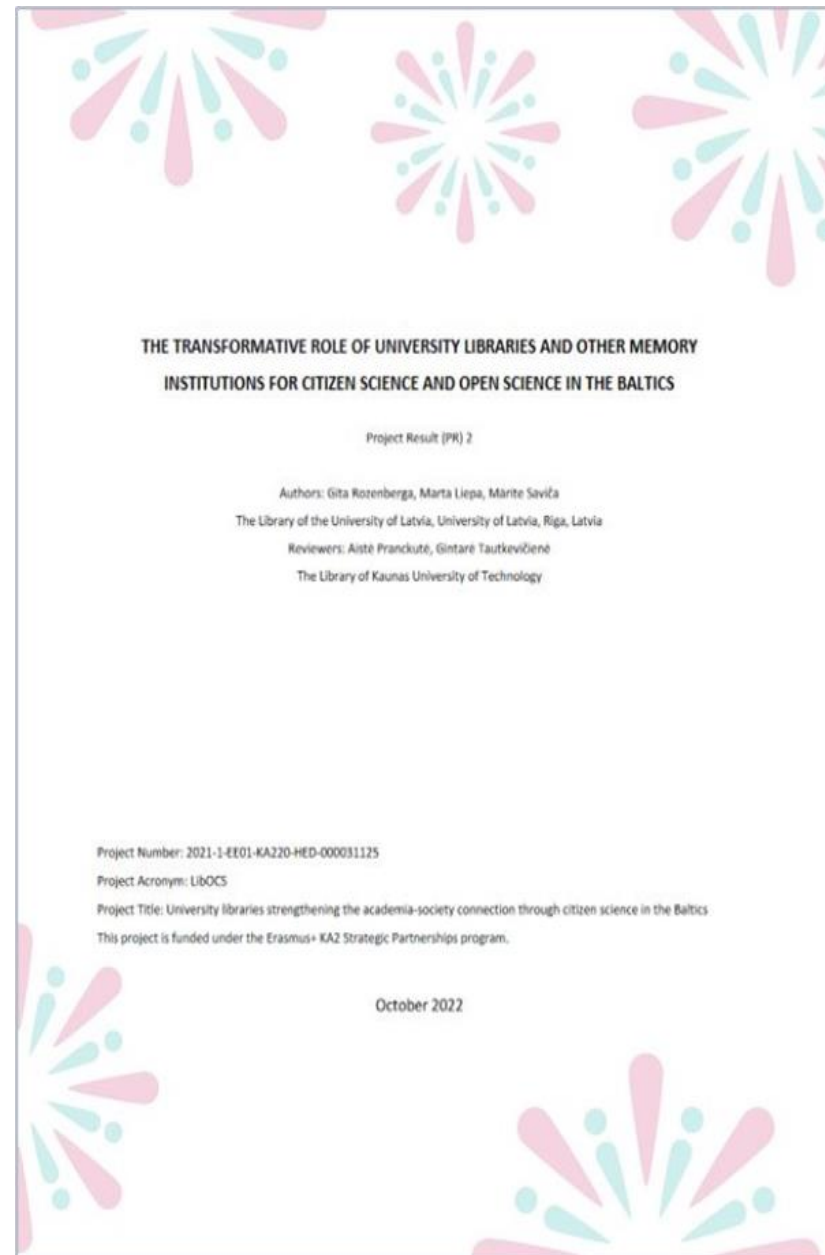 THE TRANSFORMATIVE ROLE OF UNIVERSITY LIBRARIES AND OTHER MEMORY
INSTITUTIONS FOR CITIZEN SCIENCE AND OPEN SCIENCE IN THE BALTICS
Project Result (PR) 2
Authors: Gita Rozenberga, Marta Liepa, Mārīte Saviča
The Library of the University of Latvia, University of Latvia, Riga, Latvia
Reviewers: Aistė Pranckutė, Gintarė Tautkevičienė
The Library of Kaunas University of Technology
Project Number: 2021-1-EE01-KA220-HED-000031125
Project Acronym: LibOCS
Project Title: University libraries strengthening the academia-society connection through citizen science in the Baltics
This project is funded under the Erasmus+ KA2 Strategic Partnerships program.
October 2022